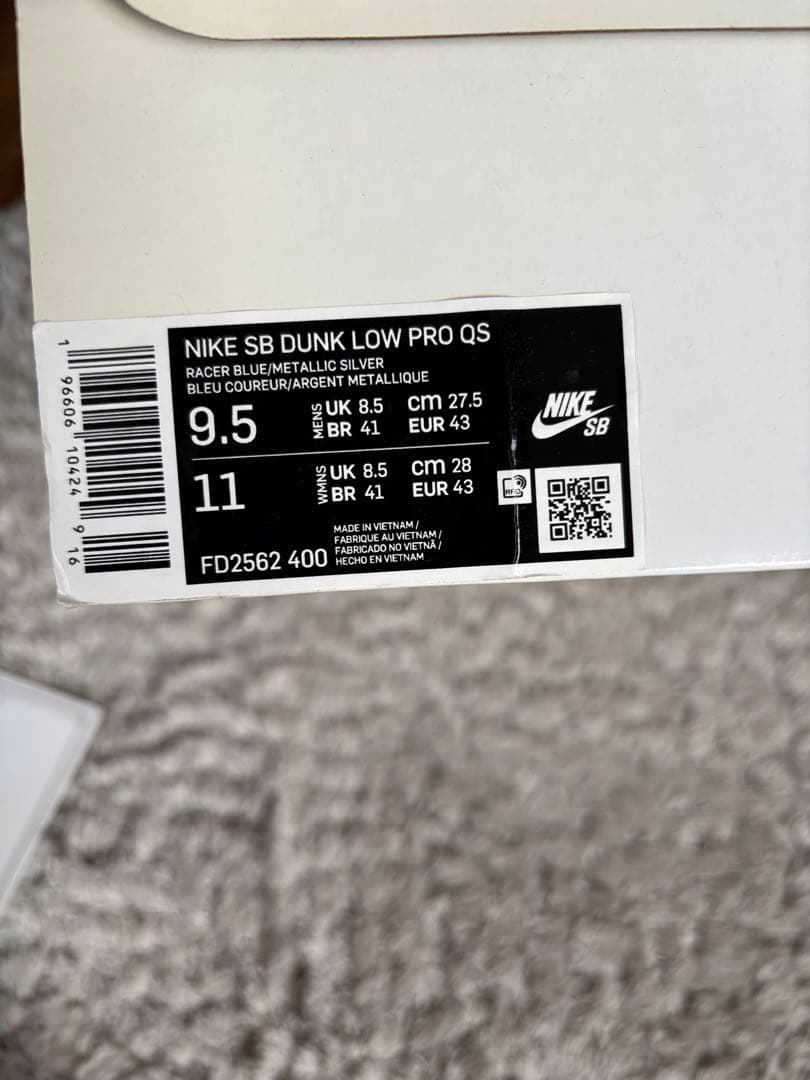 NIKE SB DUNK LOW PRO QS
RACER BLUE/METALLIC SILVER
BLEU COUREUR/ARGENT METALLIQUE
9.5 MENS UK 8.5 cm 27.5
BR 41 EUR 43
11 WMNS UK 8.5 cm 28
BR 41 EUR 43
FD2562 400
MADE IN VIETNAM /
FABRIQUE AU VIETNAM /
FABRICADO NO VIETNÃ /
HECHO EN VIETNAM
NIKE
SB
RFID
1 96606 10424 9 16